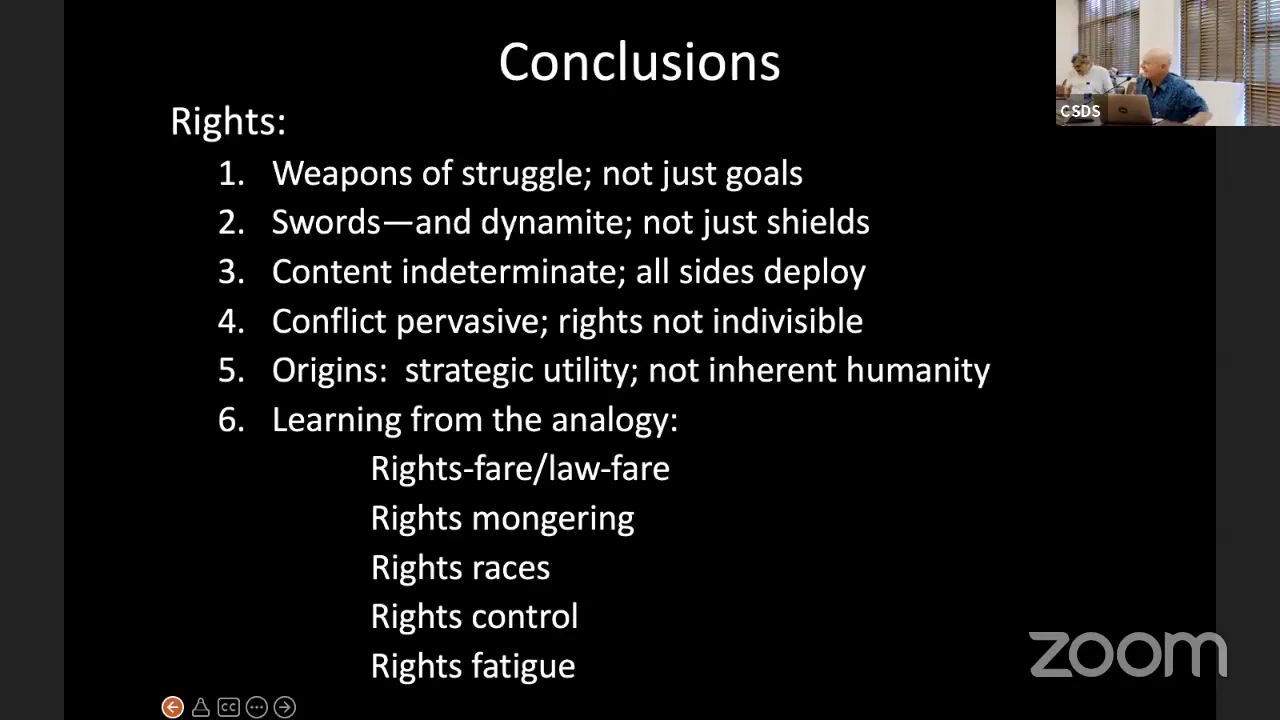 Conclusions
CSDS
Rights:
1. Weapons of struggle; not just goals
2. Swords—and dynamite; not just shields
3. Content indeterminate; all sides deploy
4. Conflict pervasive; rights not indivisible
5. Origins: strategic utility; not inherent humanity
6. Learning from the analogy:
Rights-fare/law-fare
Rights mongering
Rights races
Rights control
Rights fatigue
zoom
CC